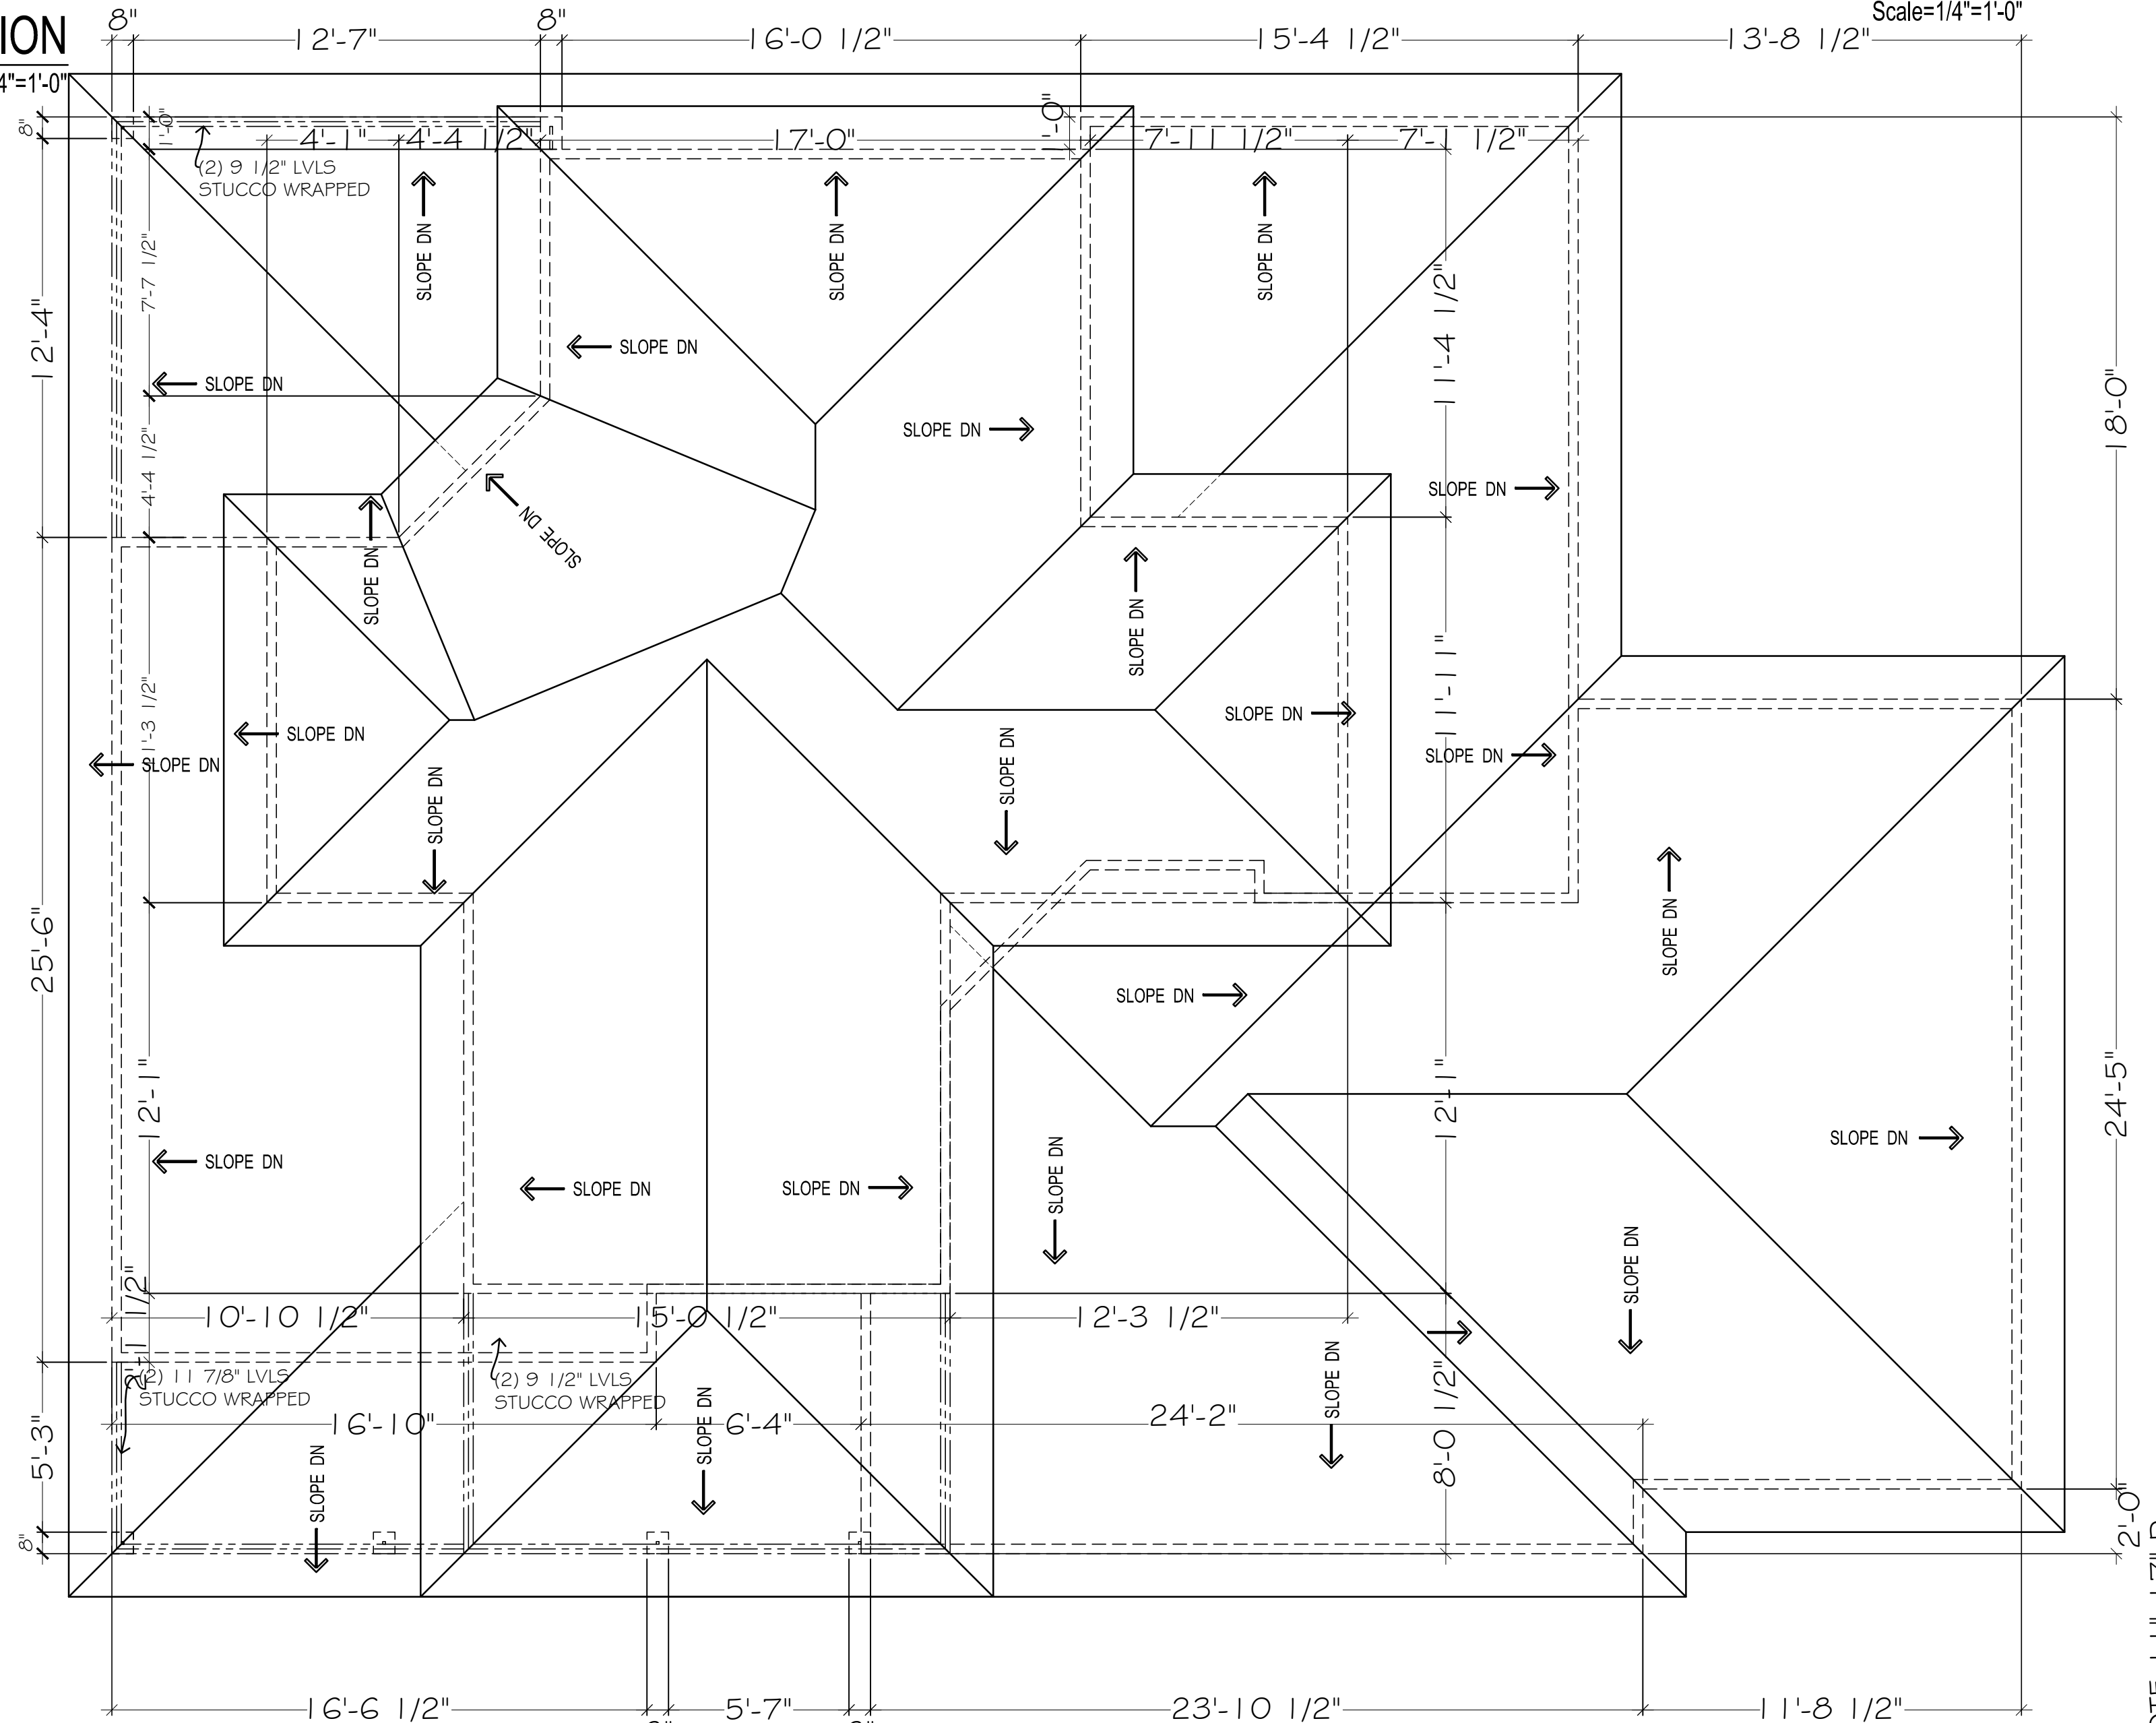 8"
8"
Scale=1/4"=1'-0"
ION
12'-7"
16'-0 1/2"
15'-4 1/2"
13'-8 1/2"
4"=1'-0"
8"
1'-0"
1'-0"
4'-1"
4'-4 1/2"
17'-0"
7'-11 1/2"
7'-1 1/2"
(2) 9 1/2" LVLS
STUCCO WRAPPED
SLOPE DN
SLOPE DN
SLOPE DN
7'-7 1/2"
12'-4"
11'-4 1/2"
SLOPE DN
SLOPE DN
18'-0"
SLOPE DN
4'-4 1/2"
SLOPE DN
SLOPE DN
SLOPE DN
SLOPE DN
11'-11"
SLOPE DN
SLOPE DN
SLOPE DN
SLOPE DN
SLOPE DN
SLOPE DN
SLOPE DN
25'-6"
SLOPE DN
SLOPE DN
12'-1"
12'-1"
24'-5"
SLOPE DN
SLOPE DN
SLOPE DN
SLOPE DN
SLOPE DN
SLOPE DN
2'-1 1/2"
10'-10 1/2"
15'-0 1/2"
12'-3 1/2"
(2) 11 7/8" LVLS
STUCCO WRAPPED
(2) 9 1/2" LVLS
STUCCO WRAPPED
SLOPE DN
SLOPE DN
16'-10"
6'-4"
24'-2"
8'-0 1/2"
5'-3"
SLOPE DN
2'-0"
8"
16'-6 1/2"
5'-7"
23'-10 1/2"
11'-8 1/2"